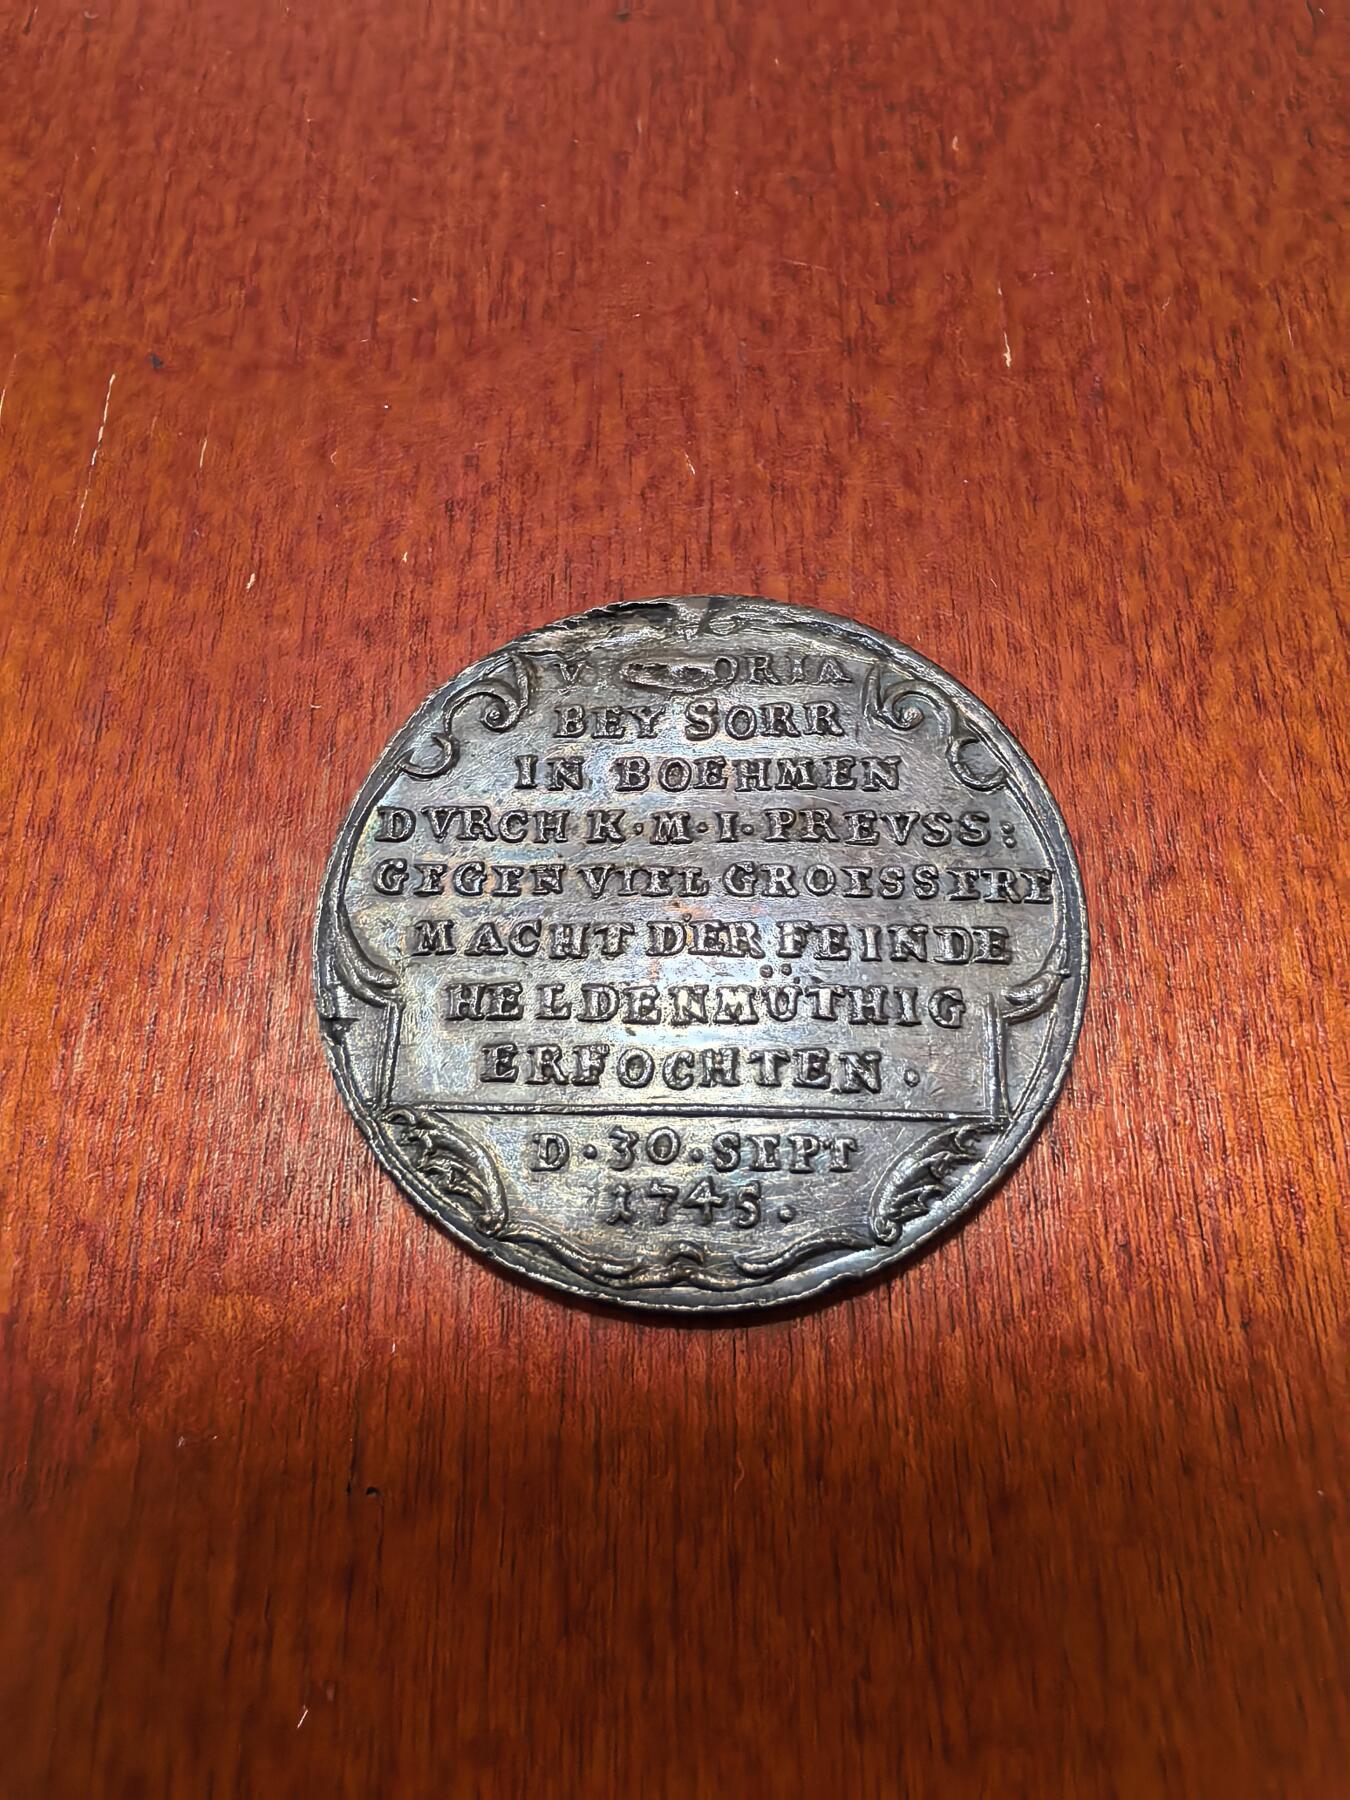 BEY SORR
IN BOEHMEN
DVRCH K·M·I·PREVSS:
GEGEN VIEL GROESSERE
MACHT DER FEINDE
HELDENMÜTHIG
ERFOCHTEN.
D·30·SEPT
1745.